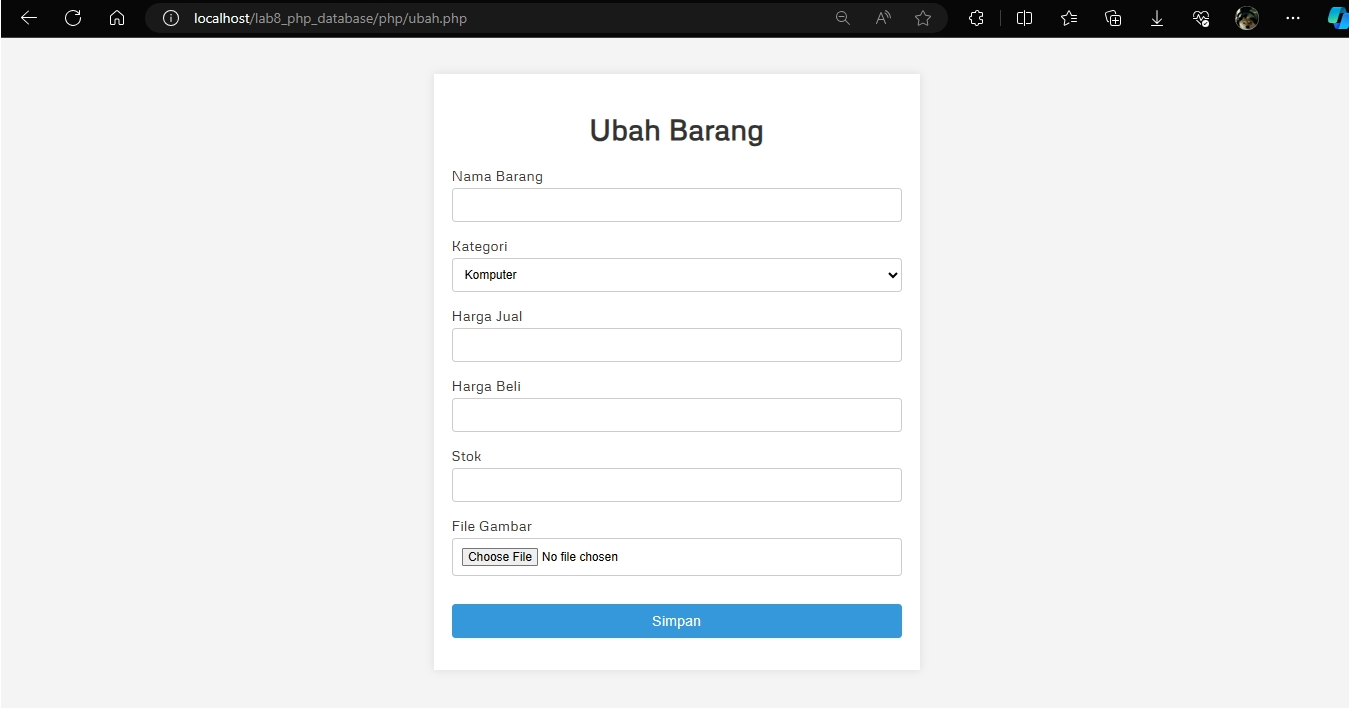 localhost/lab8_php_database/php/ubah.php
Ubah Barang
Nama Barang
Kategori
Komputer
Harga Jual
Harga Beli
Stok
File Gambar
Choose File No file chosen
Simpan